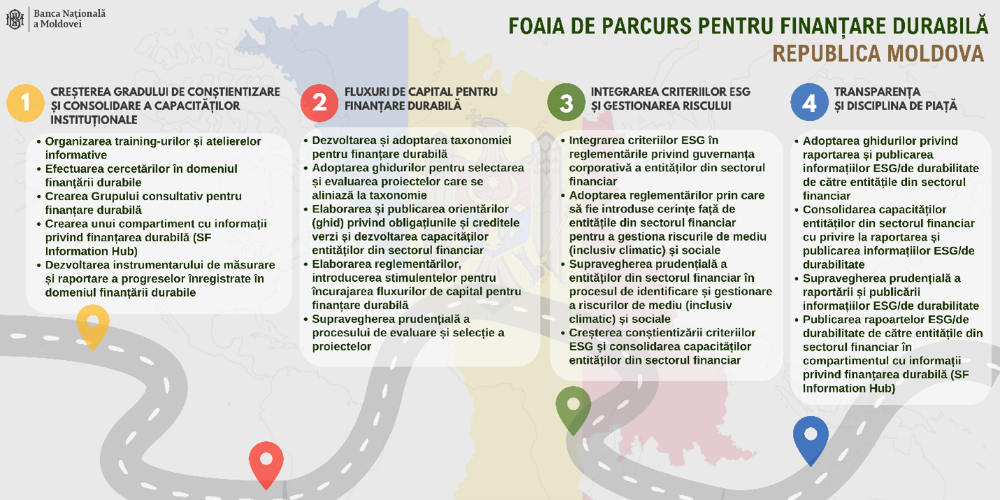 Banca Națională
a Moldovei
FOAIA DE PARCURS PENTRU FINANȚARE DURABILĂ
REPUBLICA MOLDOVA
1
CREȘTEREA GRADULUI DE CONȘTIENTIZARE
ȘI CONSOLIDARE A CAPACITĂȚILOR
INSTITUȚIONALE
• Organizarea training-urilor și atelierelor
informative
• Efectuarea cercetărilor în domeniul
finanțării durabile
• Crearea Grupului consultativ pentru
finanțare durabilă
• Crearea unui compartiment cu informații
privind finanțarea durabilă (SF
Information Hub)
• Dezvoltarea instrumentarului de măsurare
și raportare a progreselor înregistrate în
domeniul finanțării durabile
2
FLUXURI DE CAPITAL PENTRU
FINANȚARE DURABILĂ
• Dezvoltarea și adoptarea taxonomiei
pentru finanțare durabilă
• Adoptarea ghidurilor pentru selectarea
și evaluarea proiectelor care se
aliniază la taxonomie
• Elaborarea și publicarea orientărilor
(ghid) privind obligațiunile și creditele
verzi și dezvoltarea capacităților
entităților din sectorul financiar
• Elaborarea reglementărilor,
introducerea stimulentelor pentru
încurajarea fluxurilor de capital pentru
finanțare durabilă
• Supravegherea prudențială a
procesului de evaluare și selecție a
proiectelor
3
INTEGRAREA CRITERIILOR ESG
ȘI GESTIONAREA RISCULUI
• Integrarea criteriilor ESG în
reglementările privind guvernanța
corporativă a entităților din sectorul
financiar
• Adoptarea reglementărilor prin care
să fie introduse cerințe față de
entitățile din sectorul financiar
pentru a gestiona riscurile de mediu
(inclusiv climatic) și sociale
• Supravegherea prudențială a
entităților din sectorul financiar în
procesul de identificare și gestionare
a riscurilor de mediu (inclusiv
climatic) și sociale
• Creșterea conștientizării criteriilor
ESG și consolidarea capacităților
entităților din sectorul financiar
4
TRANSPARENȚA
ȘI DISCIPLINA DE PIAȚĂ
• Adoptarea ghidurilor privind
raportarea și publicarea
informațiilor ESG/de durabilitate
de către entitățile din sectorul
financiar
• Consolidarea capacităților
entităților din sectorul financiar
cu privire la raportarea și
publicarea informațiilor ESG/de
durabilitate
• Supravegherea prudențială a
raportării și publicării
informațiilor ESG/de durabilitate
• Publicarea rapoartelor ESG/de
durabilitate de către entitățile din
sectorul financiar în
compartimentul cu informații
privind finanțarea durabilă (SF
Information Hub)